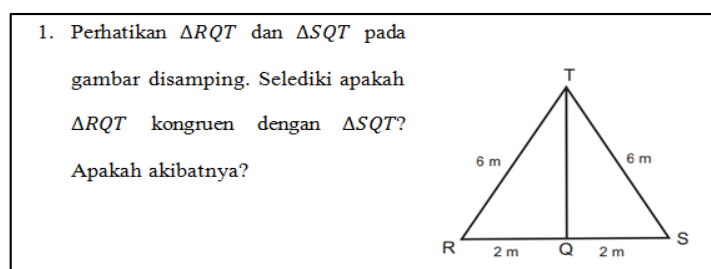 1. Perhatikan ΔRQT dan ΔSQT pada
gambar disamping. Selediki apakah
ΔRQT kongruen dengan ΔSQT?
Apakah akibatnya?
T
6 m
6 m
R
2 m
Q
2 m
S